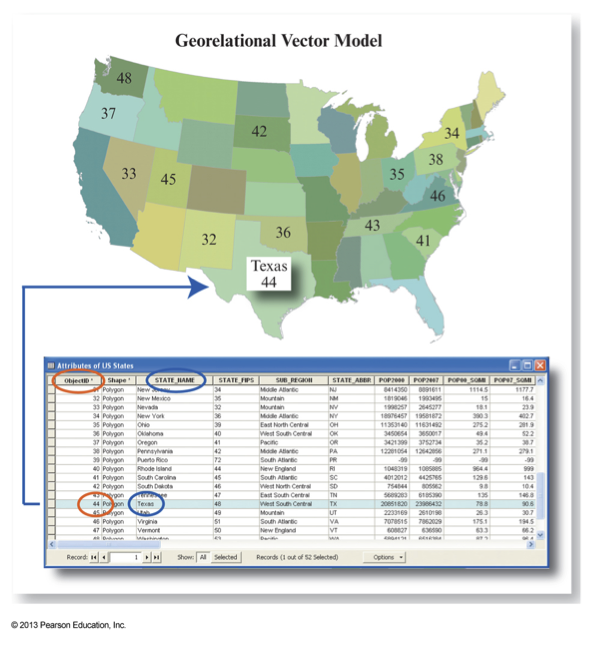 Georelational Vector Model
48
37
42
34
38
35
33
45
46
43
36
32
41
Texas
44
Attributes of US States
ObjectID * Shape * STATE_NAME STATE_FIPS SUB_REGION STATE_ABBR POP2000 POP2007 POP00_SQMI POP07_SQMI
Polygon New Jersey 34 Middle Atlantic NJ 8414350 8691611 1114.5 1177.7
32 Polygon New Mexico 35 Mountain NM 1819046 1993495 15 16.4
33 Polygon Nevada 32 Mountain NV 1998257 2645277 18.1 23.9
34 Polygon New York 36 Middle Atlantic NY 18976457 19581872 390.3 402.7
35 Polygon Ohio 39 East North Central OH 11353140 11631492 275.2 281.9
36 Polygon Oklahoma 40 West South Central OK 3450654 3650017 49.4 52.2
37 Polygon Oregon 41 Pacific OR 3421399 3752734 35.2 38.7
38 Polygon Pennsylvania 42 Middle Atlantic PA 12281054 12642856 271.1 279.1
39 Polygon Puerto Rico 72 South Atlantic PR -99 -99 -99 -99
40 Polygon Rhode Island 44 New England RI 1048319 1085885 964.4 999
41 Polygon South Carolina 45 South Atlantic SC 4012012 4425765 129.6 143
42 Polygon South Dakota 46 West North Central SD 754844 805962 9.8 10.4
43 Polygon Tennessee 47 East South Central TN 5689283 6185390 135 146.8
44 Polygon Texas 48 West South Central TX 20851820 23986432 78.8 90.6
45 Polygon Utah 49 Mountain UT 2233169 2610198 26.3 30.7
46 Polygon Virginia 51 South Atlantic VA 7078515 7862029 175.1 194.5
47 Polygon Vermont 50 New England VT 608827 636590 63.3 66.2
48 Polygon Washington 53 Pacific WA
Record: 1 Show: All Selected Records (1 out of 52 Selected) Options
© 2013 Pearson Education, Inc.